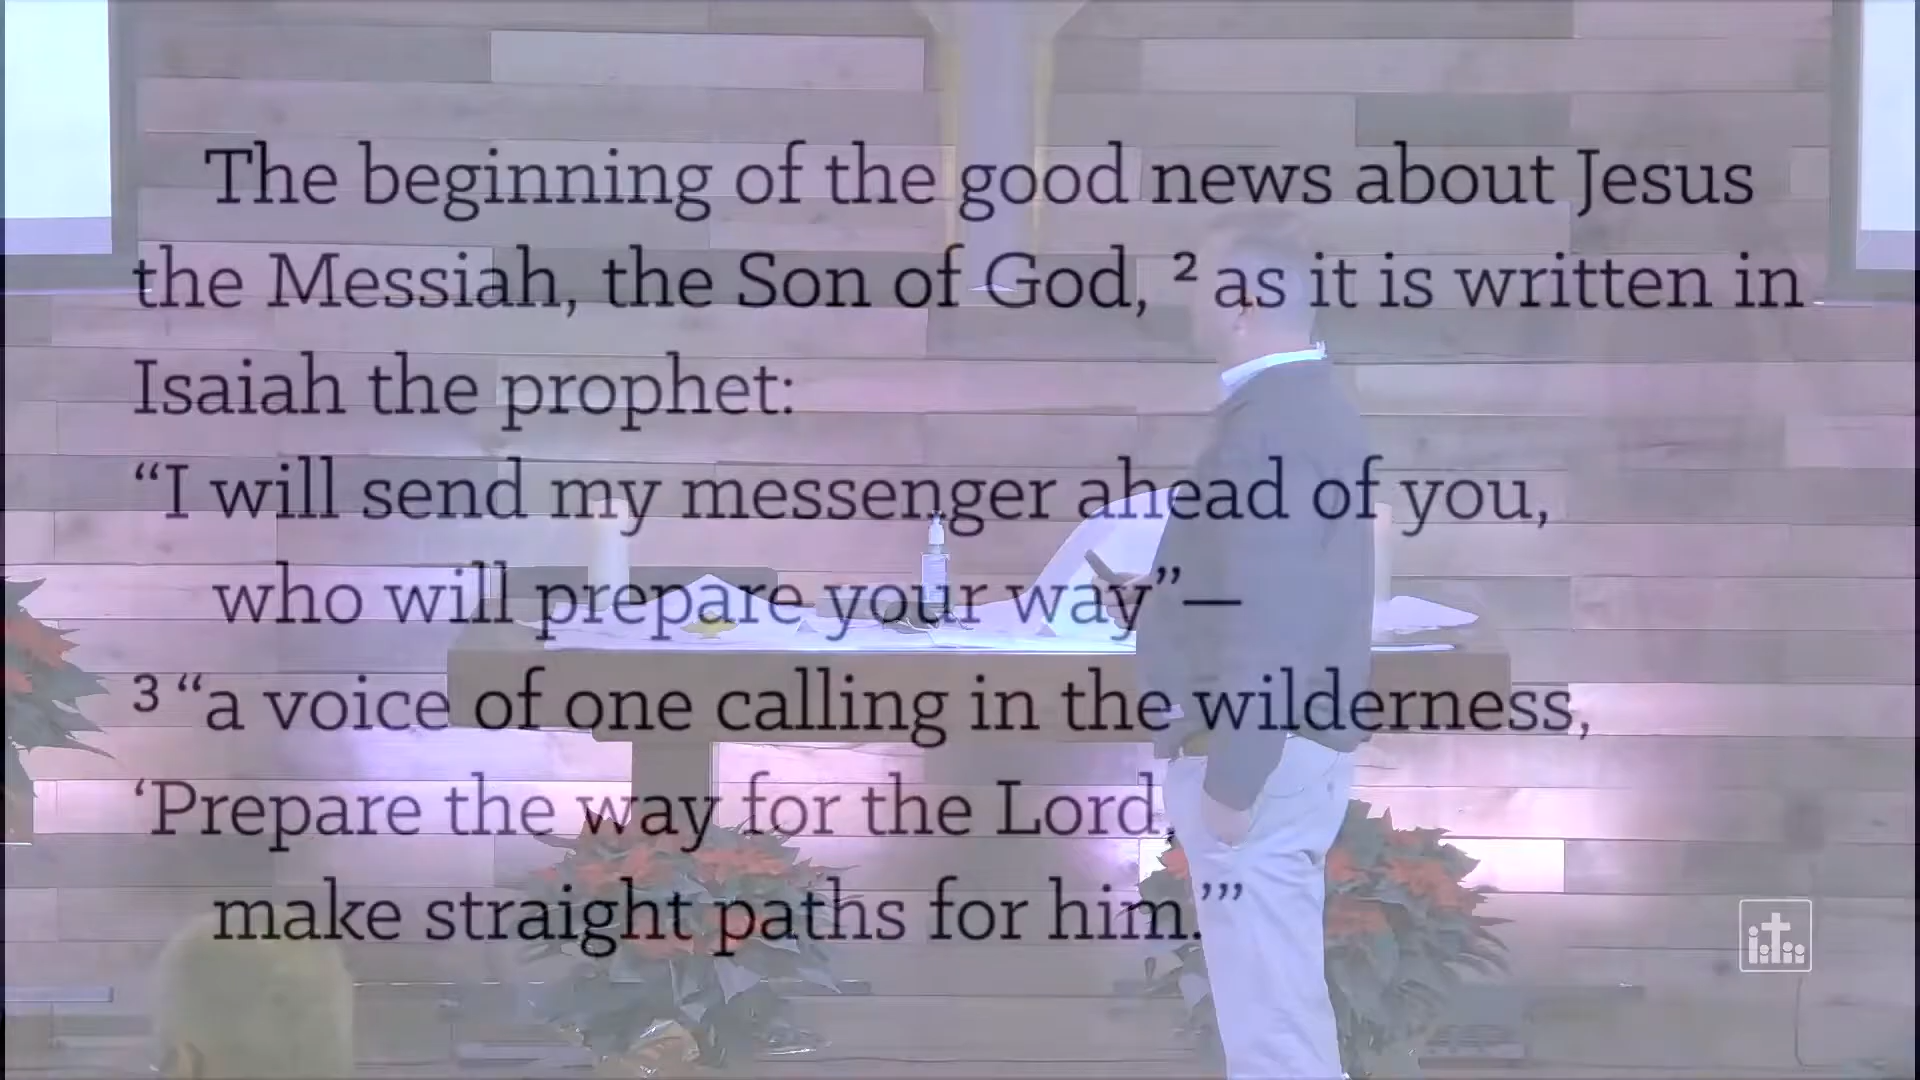 The beginning of the good news about Jesus
the Messiah, the Son of God, ² as it is written in
Isaiah the prophet:
“I will send my messenger ahead of you,
who will prepare your way”—
³ “a voice of one calling in the wilderness,
‘Prepare the way for the Lord,
make straight paths for him.’”